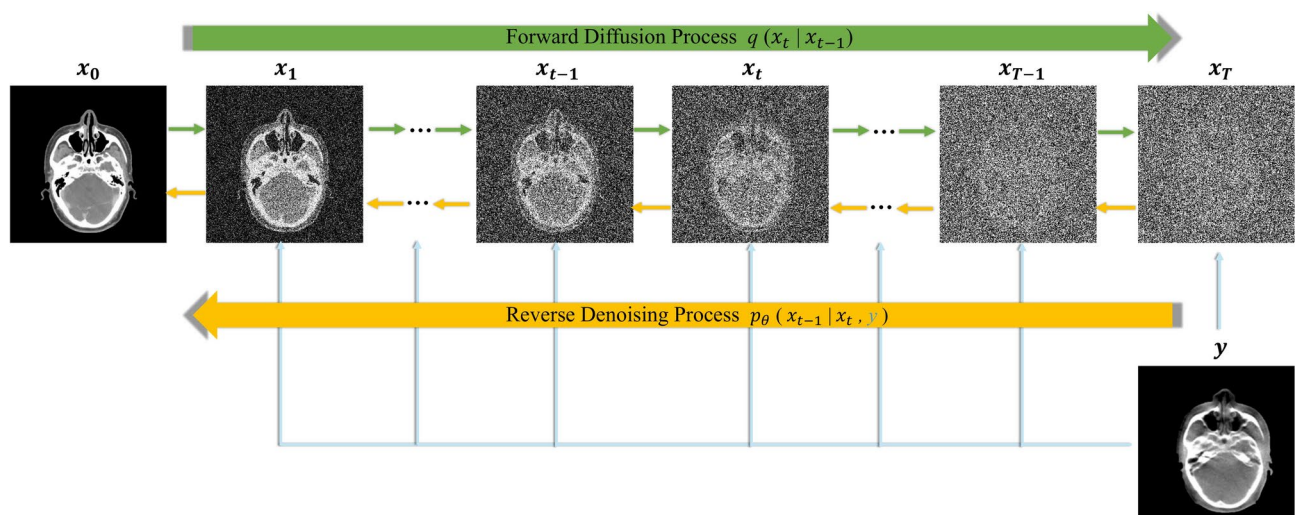 Forward Diffusion Process q (x_t | x_{t−1})
x_0 x_1 x_{t−1} x_t x_{T−1} x_T
••• •••
••• •••
Reverse Denoising Process p_θ ( x_{t−1} | x_t , y )
y